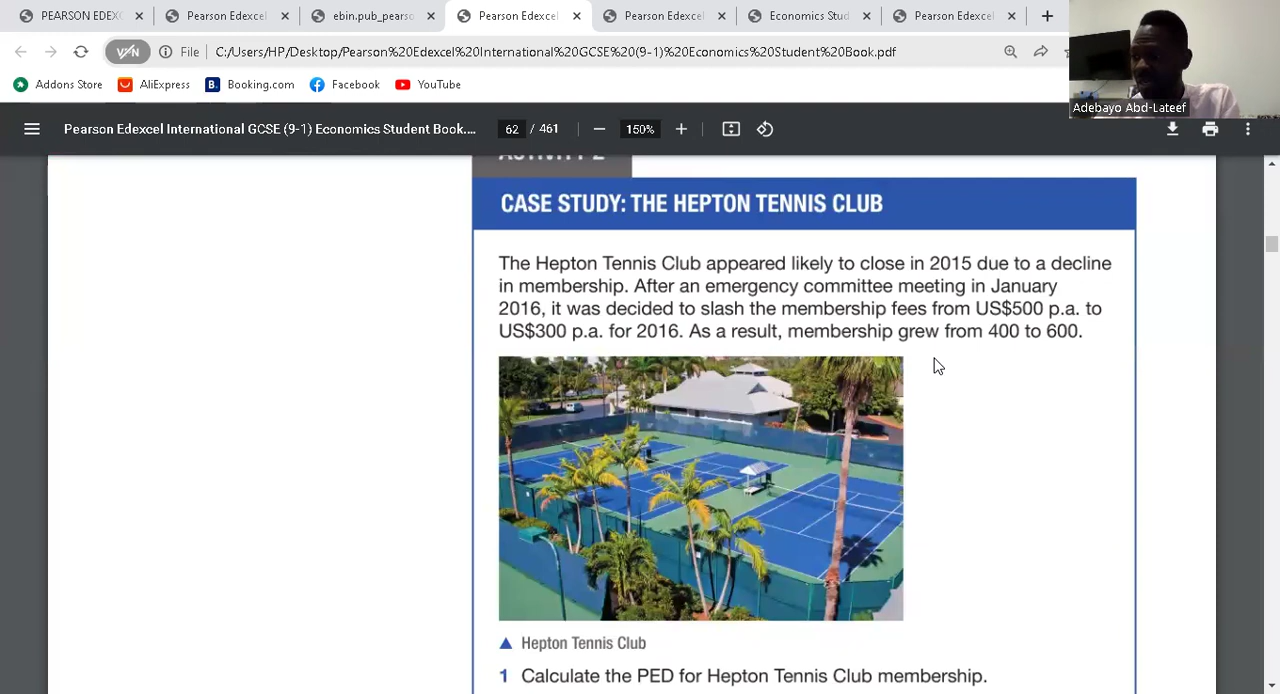 PEARSON EDEX
Pearson Edexcel
ebin.pub_pears
Pearson Edexcel
Pearson Edexcel
Economics Stud
Pearson Edexcel
VPN
File
C:/Users/HP/Desktop/Pearson%20Edexcel%20International%20GCSE%20(9-1)%20Economics%20Student%20Book.pdf
Addons Store
AliExpress
B.
Booking.com
Facebook
YouTube
Adebayo Abd-Lateef
Pearson Edexcel International GCSE (9-1) Economics Student Book....
62 / 461
150%
ACTIVITY 2
CASE STUDY: THE HEPTON TENNIS CLUB
The Hepton Tennis Club appeared likely to close in 2015 due to a decline
in membership. After an emergency committee meeting in January
2016, it was decided to slash the membership fees from US$500 p.a. to
US$300 p.a. for 2016. As a result, membership grew from 400 to 600.
▲ Hepton Tennis Club
1 Calculate the PED for Hepton Tennis Club membership.